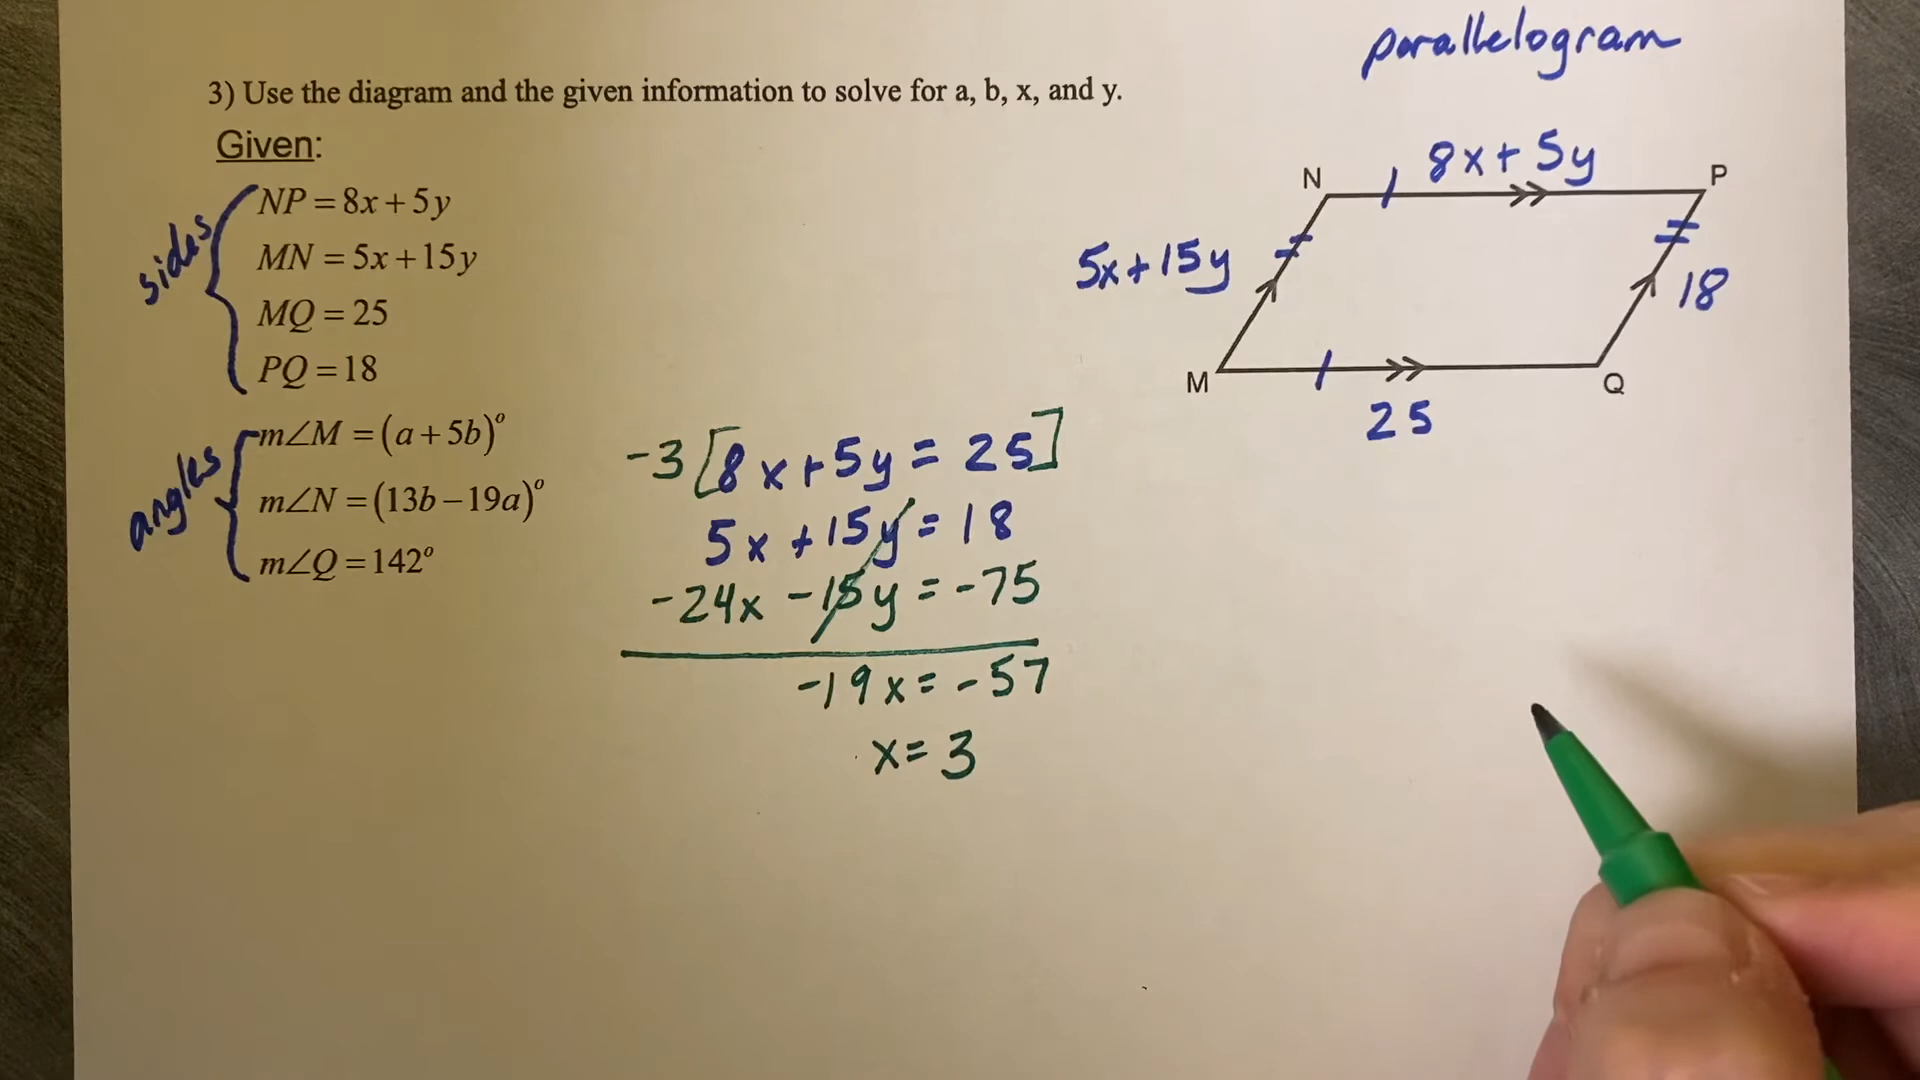 parallelogram
3) Use the diagram and the given information to solve for a, b, x, and y.
Given:
sides
NP = 8x + 5y
MN = 5x + 15y
MQ = 25
PQ = 18
angles
m∠M = (a + 5b)°
m∠N = (13b − 19a)°
m∠Q = 142°
N
8x + 5y
P
5x + 15y
18
M
Q
25
-3[8x + 5y = 25]
5x + 15y = 18
-24x - 15y = -75
-19x = -57
x = 3